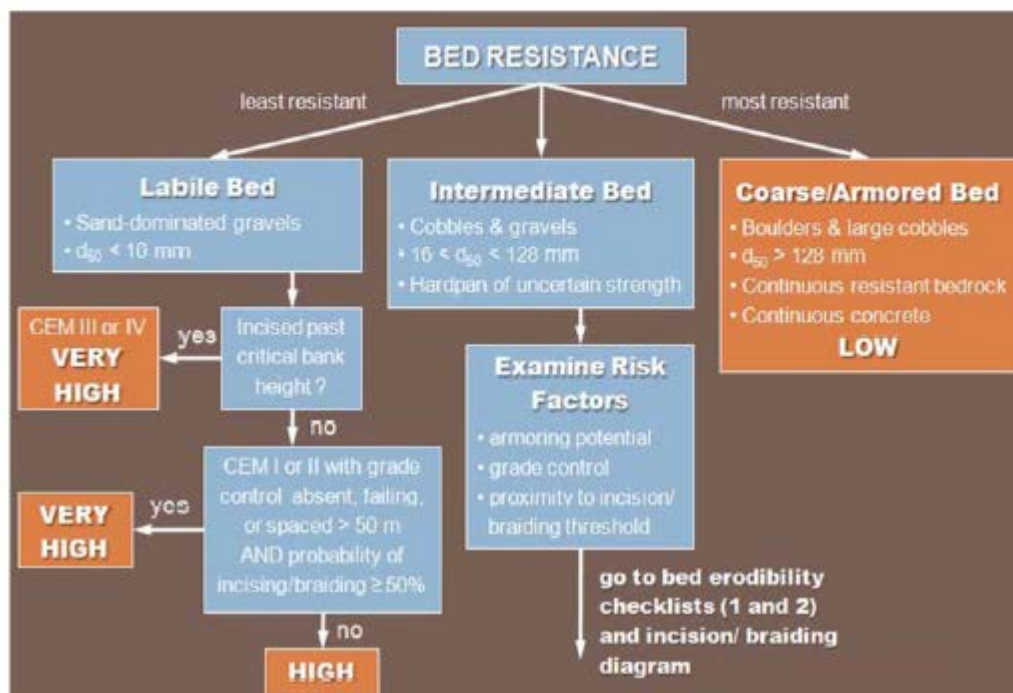 BED RESISTANCE
least resistant
most resistant
Labile Bed
• Sand-dominated gravels
• d₅₀ < 10 mm
Intermediate Bed
• Cobbles & gravels
• 16 < d₅₀ < 128 mm
• Hardpan of uncertain strength
Coarse/Armored Bed
• Boulders & large cobbles
• d₅₀ > 128 mm
• Continuous resistant bedrock
• Continuous concrete
LOW
CEM III or IV
VERY
HIGH
yes
Incised past
critical bank
height ?
no
Examine Risk
Factors
• armoring potential
• grade control
• proximity to incision/
braiding threshold
VERY
HIGH
yes
CEM I or II with grade
control absent, failing,
or spaced > 50 m
AND probability of
incising/braiding ≥ 50%
no
HIGH
go to bed erodibility
checklists (1 and 2)
and incision/ braiding
diagram